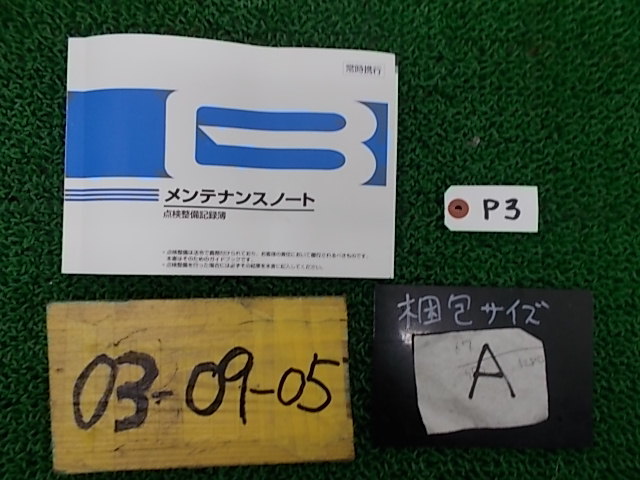 常時携行
メンテナンスノート
点検整備記録簿
P3
03-09-05
梱包サイズ
A